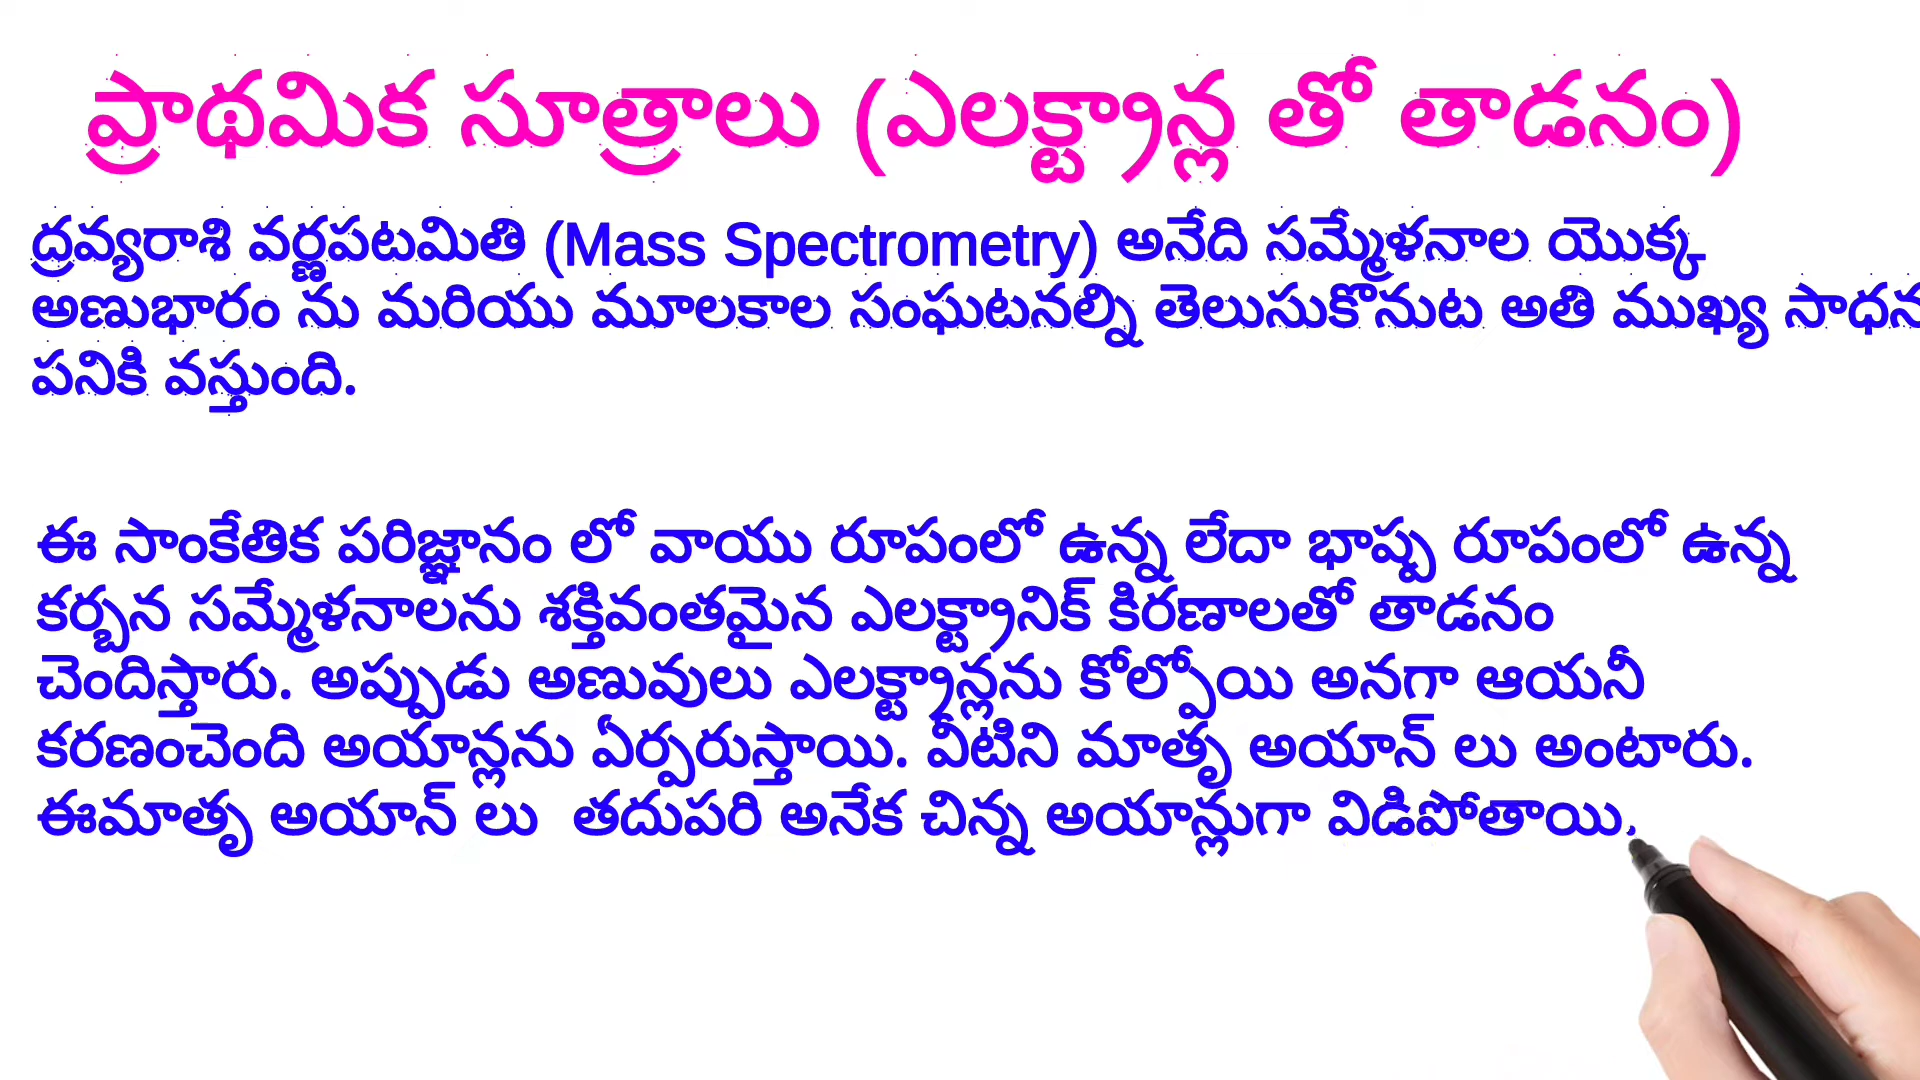 ప్రాథమిక సూత్రాలు (ఎలక్ట్రాన్ల తో తాడనం)
ద్రవ్యరాశి వర్ణపటమితి (Mass Spectrometry) అనేది సమ్మేళనాల యొక్క
అణుభారం ను మరియు మూలకాల సంఘటనల్ని తెలుసుకొనుట అతి ముఖ్య సాధన
పనికి వస్తుంది.
ఈ సాంకేతిక పరిజ్ఞానం లో వాయు రూపంలో ఉన్న లేదా భాష్ప రూపంలో ఉన్న
కర్బన సమ్మేళనాలను శక్తివంతమైన ఎలక్ట్రానిక్ కిరణాలతో తాడనం
చెందిస్తారు. అప్పుడు అణువులు ఎలక్ట్రాన్లను కోల్పోయి అనగా ఆయనీ
కరణంచెంది అయాన్లను ఏర్పరుస్తాయి. వీటిని మాతృ అయాన్ లు అంటారు.
ఈమాతృ అయాన్ లు తదుపరి అనేక చిన్న అయాన్లుగా విడిపోతాయి.